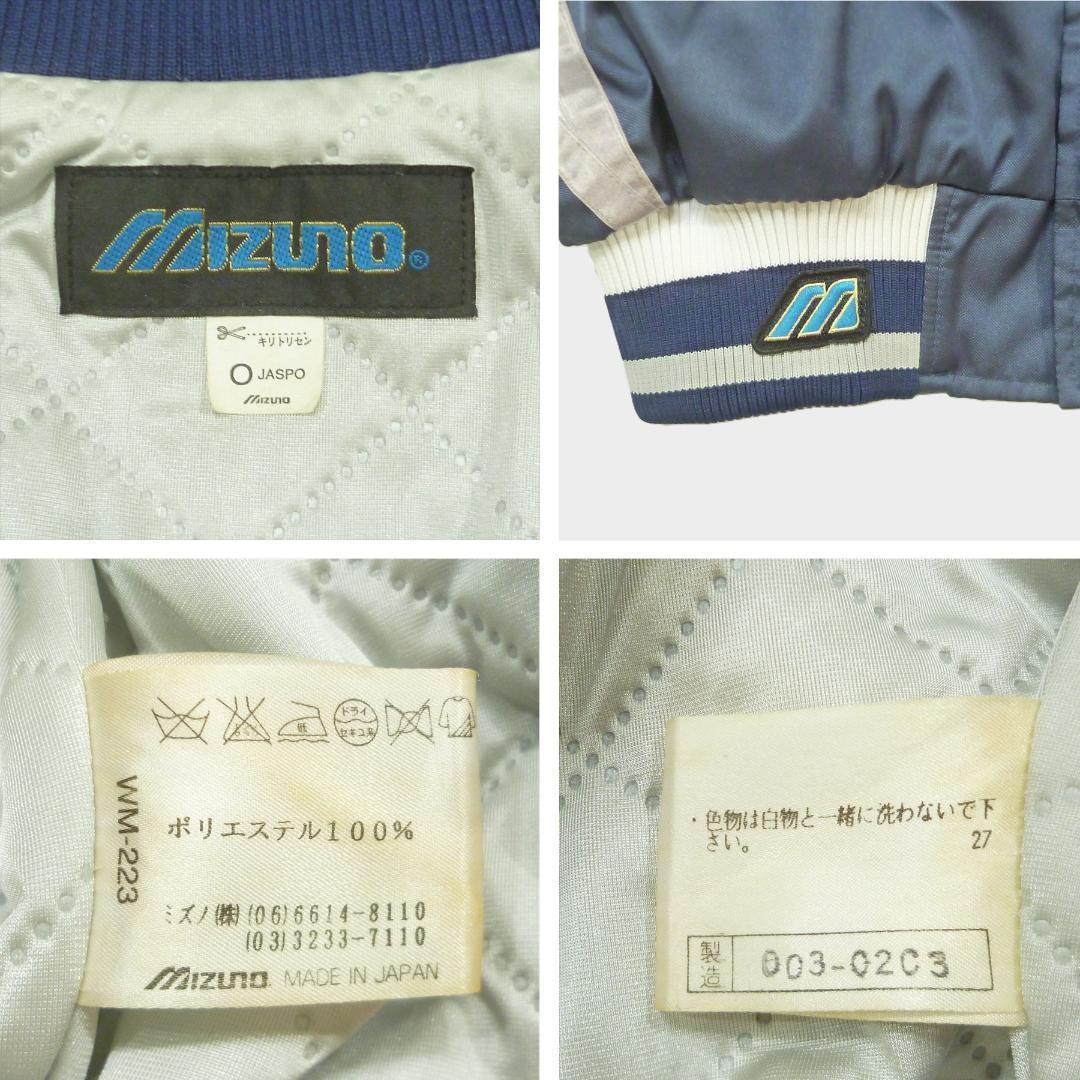 MIZUNO®
キリトリセン
O JASPO
MIZUNO
低
ドライ
セキユ系
WM-223
ポリエステル100%
ミズノ(株)(06)6614-8110
(03)3233-7110
MIZUNO. MADE IN JAPAN
・色物は白物と一緒に洗わないで下
さい。
27
製造 003-02C3